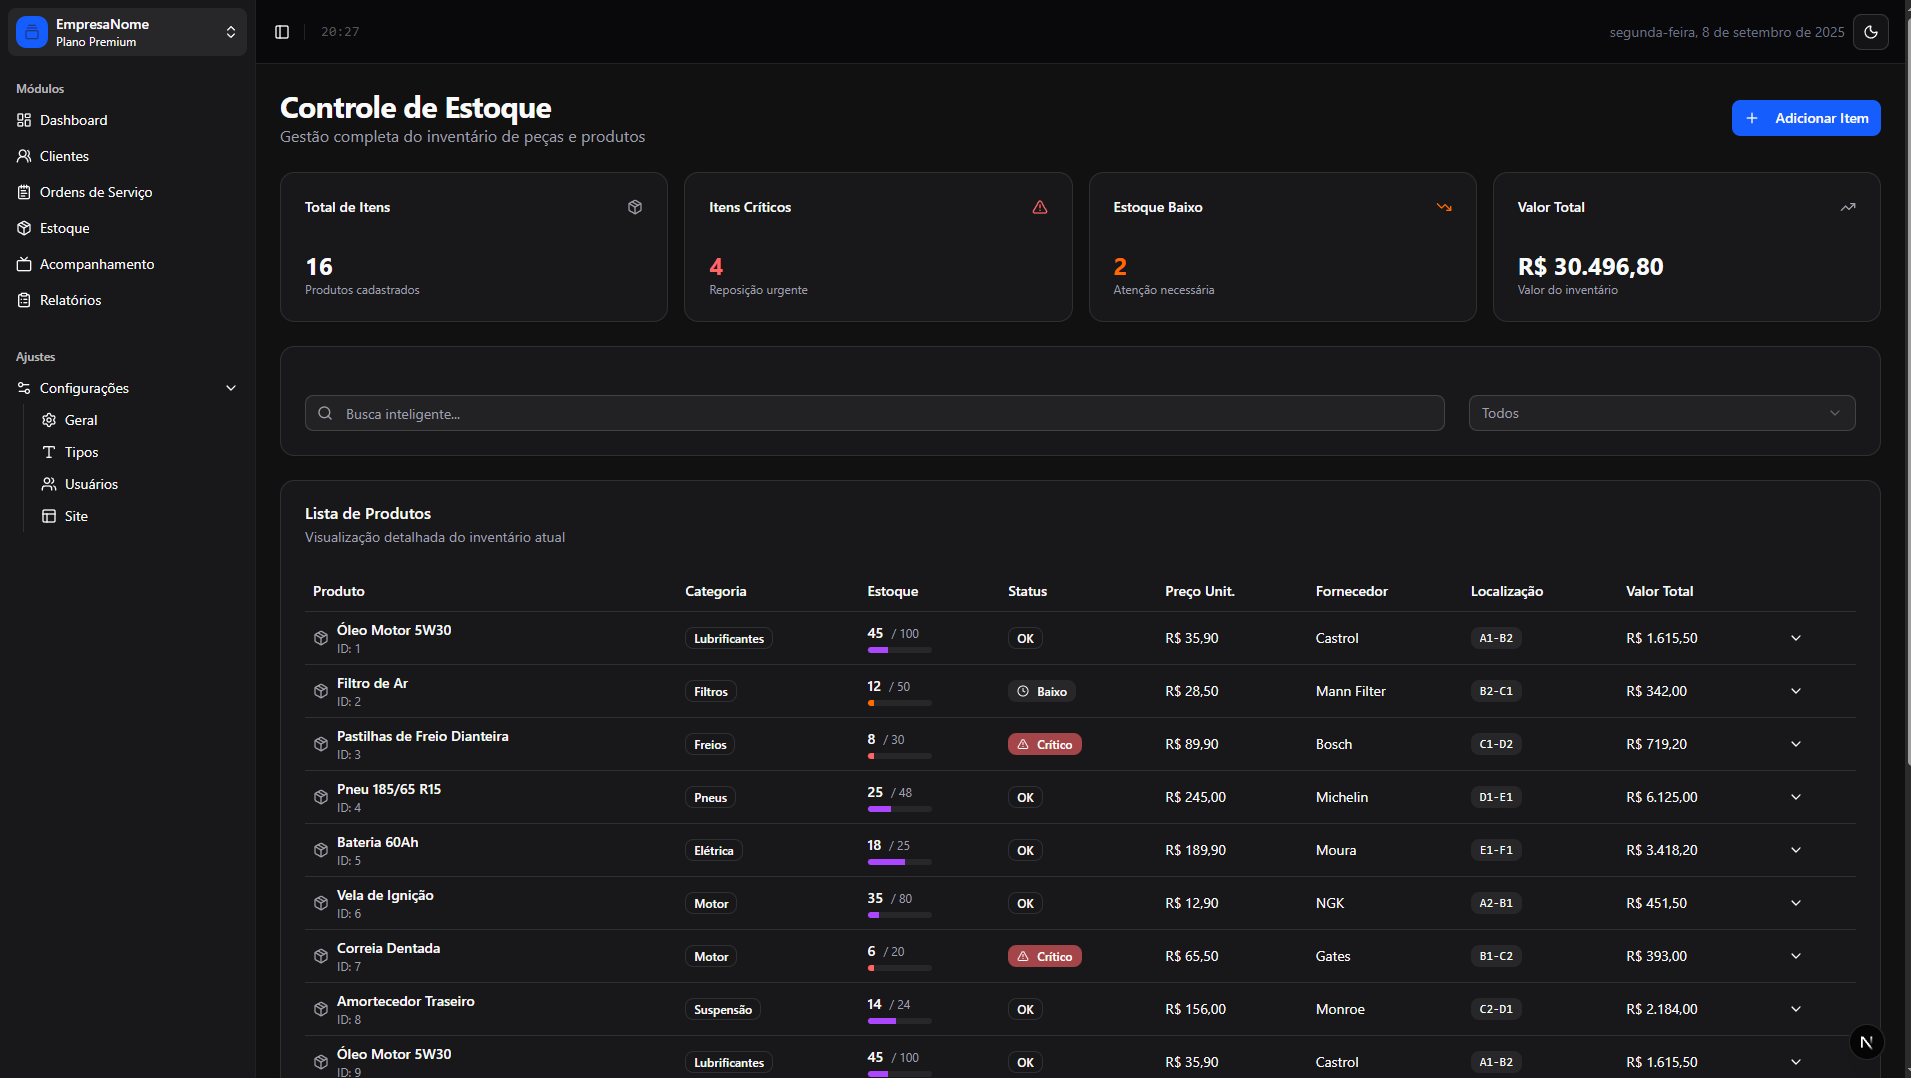 EmpresaNome
Plano Premium
20:27
segunda-feira, 8 de setembro de 2025
Módulos
Dashboard
Clientes
Ordens de Serviço
Estoque
Acompanhamento
Relatórios
Ajustes
Configurações
Geral
Tipos
Usuários
Site
Controle de Estoque
Gestão completa do inventário de peças e produtos
Adicionar Item
Total de Itens
16
Produtos cadastrados
Itens Críticos
4
Reposição urgente
Estoque Baixo
2
Atenção necessária
Valor Total
R$ 30.496,80
Valor do inventário
Busca inteligente...
Todos
Lista de Produtos
Visualização detalhada do inventário atual
Produto Categoria Estoque Status Preço Unit. Fornecedor Localização Valor Total
Óleo Motor 5W30
ID: 1
Lubrificantes 45 / 100 OK R$ 35,90 Castrol A1-B2 R$ 1.615,50
Filtro de Ar
ID: 2
Filtros 12 / 50 Baixo R$ 28,50 Mann Filter B2-C1 R$ 342,00
Pastilhas de Freio Dianteira
ID: 3
Freios 8 / 30 Crítico R$ 89,90 Bosch C1-D2 R$ 719,20
Pneu 185/65 R15
ID: 4
Pneus 25 / 48 OK R$ 245,00 Michelin D1-E1 R$ 6.125,00
Bateria 60Ah
ID: 5
Elétrica 18 / 25 OK R$ 189,90 Moura E1-F1 R$ 3.418,20
Vela de Ignição
ID: 6
Motor 35 / 80 OK R$ 12,90 NGK A2-B1 R$ 451,50
Correia Dentada
ID: 7
Motor 6 / 20 Crítico R$ 65,50 Gates B1-C2 R$ 393,00
Amortecedor Traseiro
ID: 8
Suspensão 14 / 24 OK R$ 156,00 Monroe C2-D1 R$ 2.184,00
Óleo Motor 5W30
ID: 9
Lubrificantes 45 / 100 OK R$ 35,90 Castrol A1-B2 R$ 1.615,50
N